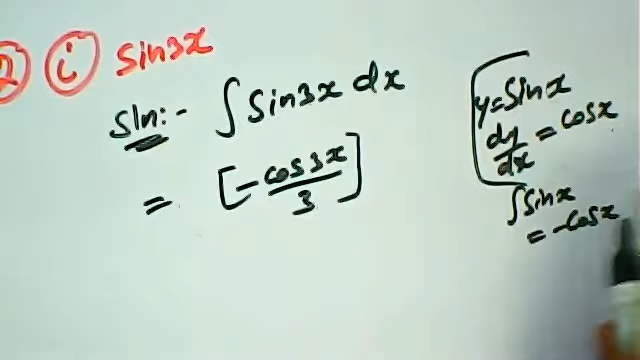 2) (i) Sin3x
Sln:- ∫ Sin3x dx
= [-cos3x/3]
y=Sinx
dy/dx = cosx
∫Sinx
= -cosx